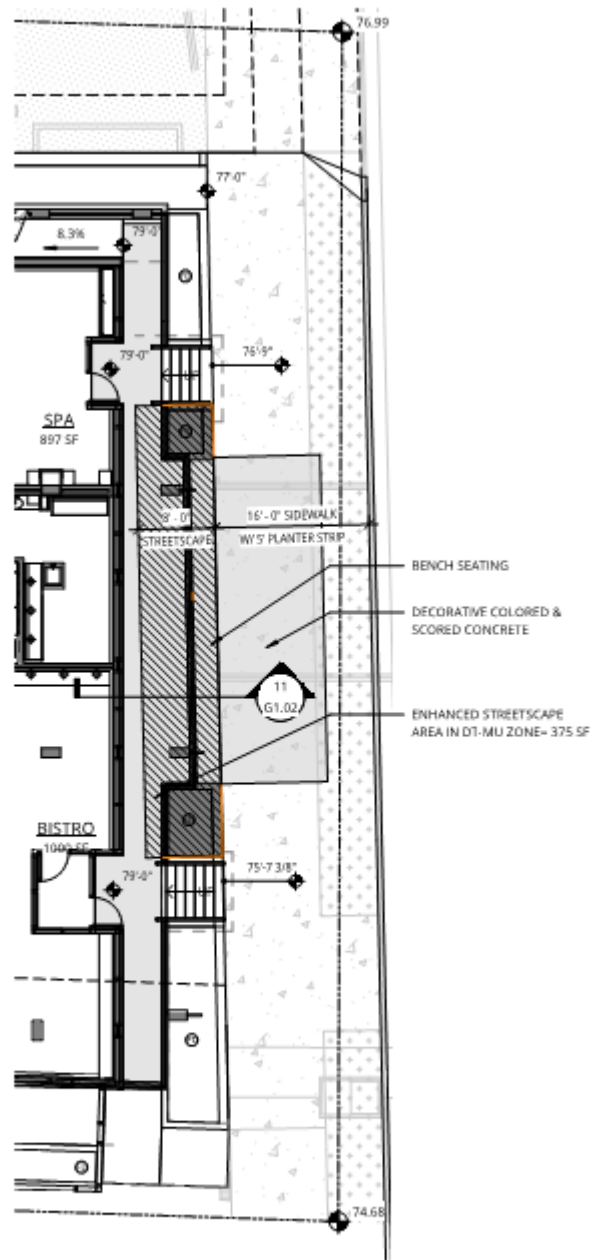 76.99
77'-0"
79'-0"
8.3%
79'-0"
76'-9"
SPA
897 SF
8' - 0"
STREETSCAPE
16' - 0" SIDEWALK
W/ 5' PLANTER STRIP
BENCH SEATING
DECORATIVE COLORED &
SCORED CONCRETE
11
G1.02
ENHANCED STREETSCAPE
AREA IN DT-MU ZONE= 375 SF
BISTRO
1000 SF
79'-0"
75'-7 3/8"
74.68